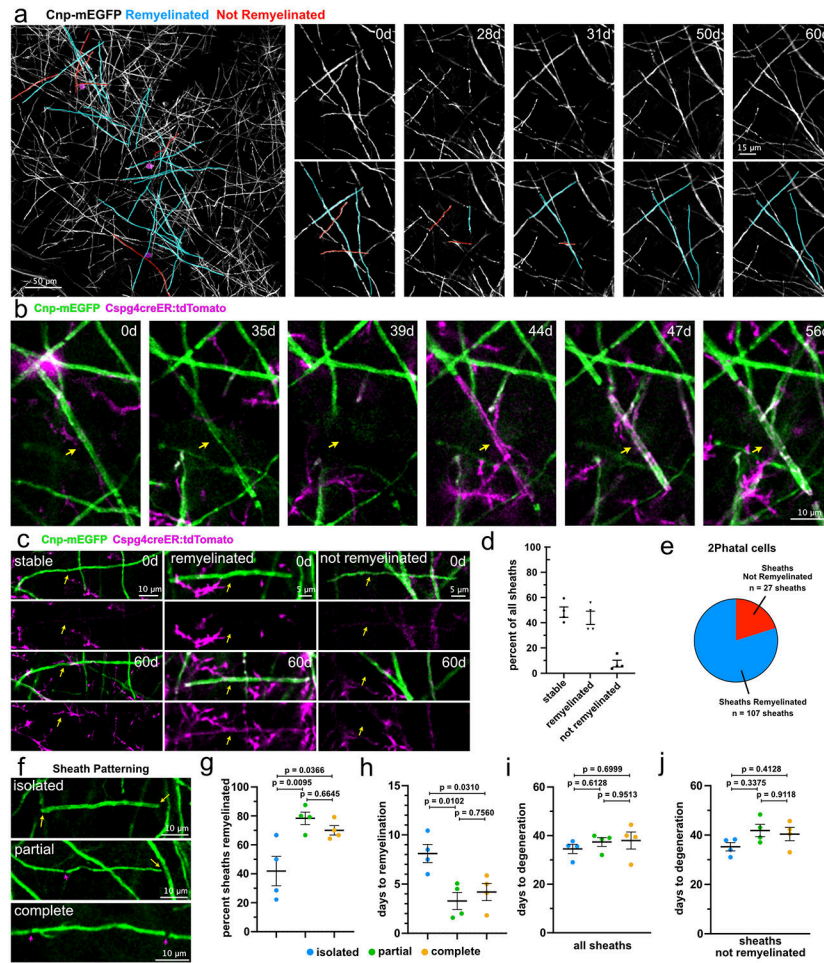 a
Cnp-mEGFP Remyelinated Not Remyelinated
0d
28d
31d
50d
60d
15 µm
50 µm
b
Cnp-mEGFP Cspg4creER:tdTomato
0d
35d
39d
44d
47d
56d
10 µm
c
Cnp-mEGFP Cspg4creER:tdTomato
stable
0d
10 µm
remyelinated
0d
5 µm
not remyelinated
0d
5 µm
60d
60d
60d
d
percent of all sheaths
100
80
60
40
20
0
stable
remyelinated
not remyelinated
e
2Phatal cells
Sheaths
Not Remyelinated
n = 27 sheaths
Sheaths Remyelinated
n = 107 sheaths
f
Sheath Patterning
isolated
10 µm
partial
10 µm
complete
10 µm
g
percent sheaths remyelinated
100
80
60
40
20
0
p = 0.0366
p = 0.0095
p = 0.6645
h
days to remyelination
15
10
5
0
p = 0.0310
p = 0.0102
p = 0.7560
i
days to degeneration
60
40
20
0
p = 0.6999
p = 0.6128
p = 0.9513
all sheaths
j
days to degeneration
60
40
20
0
p = 0.4128
p = 0.3375
p = 0.9118
sheaths
not remyelinated
isolated
partial
complete